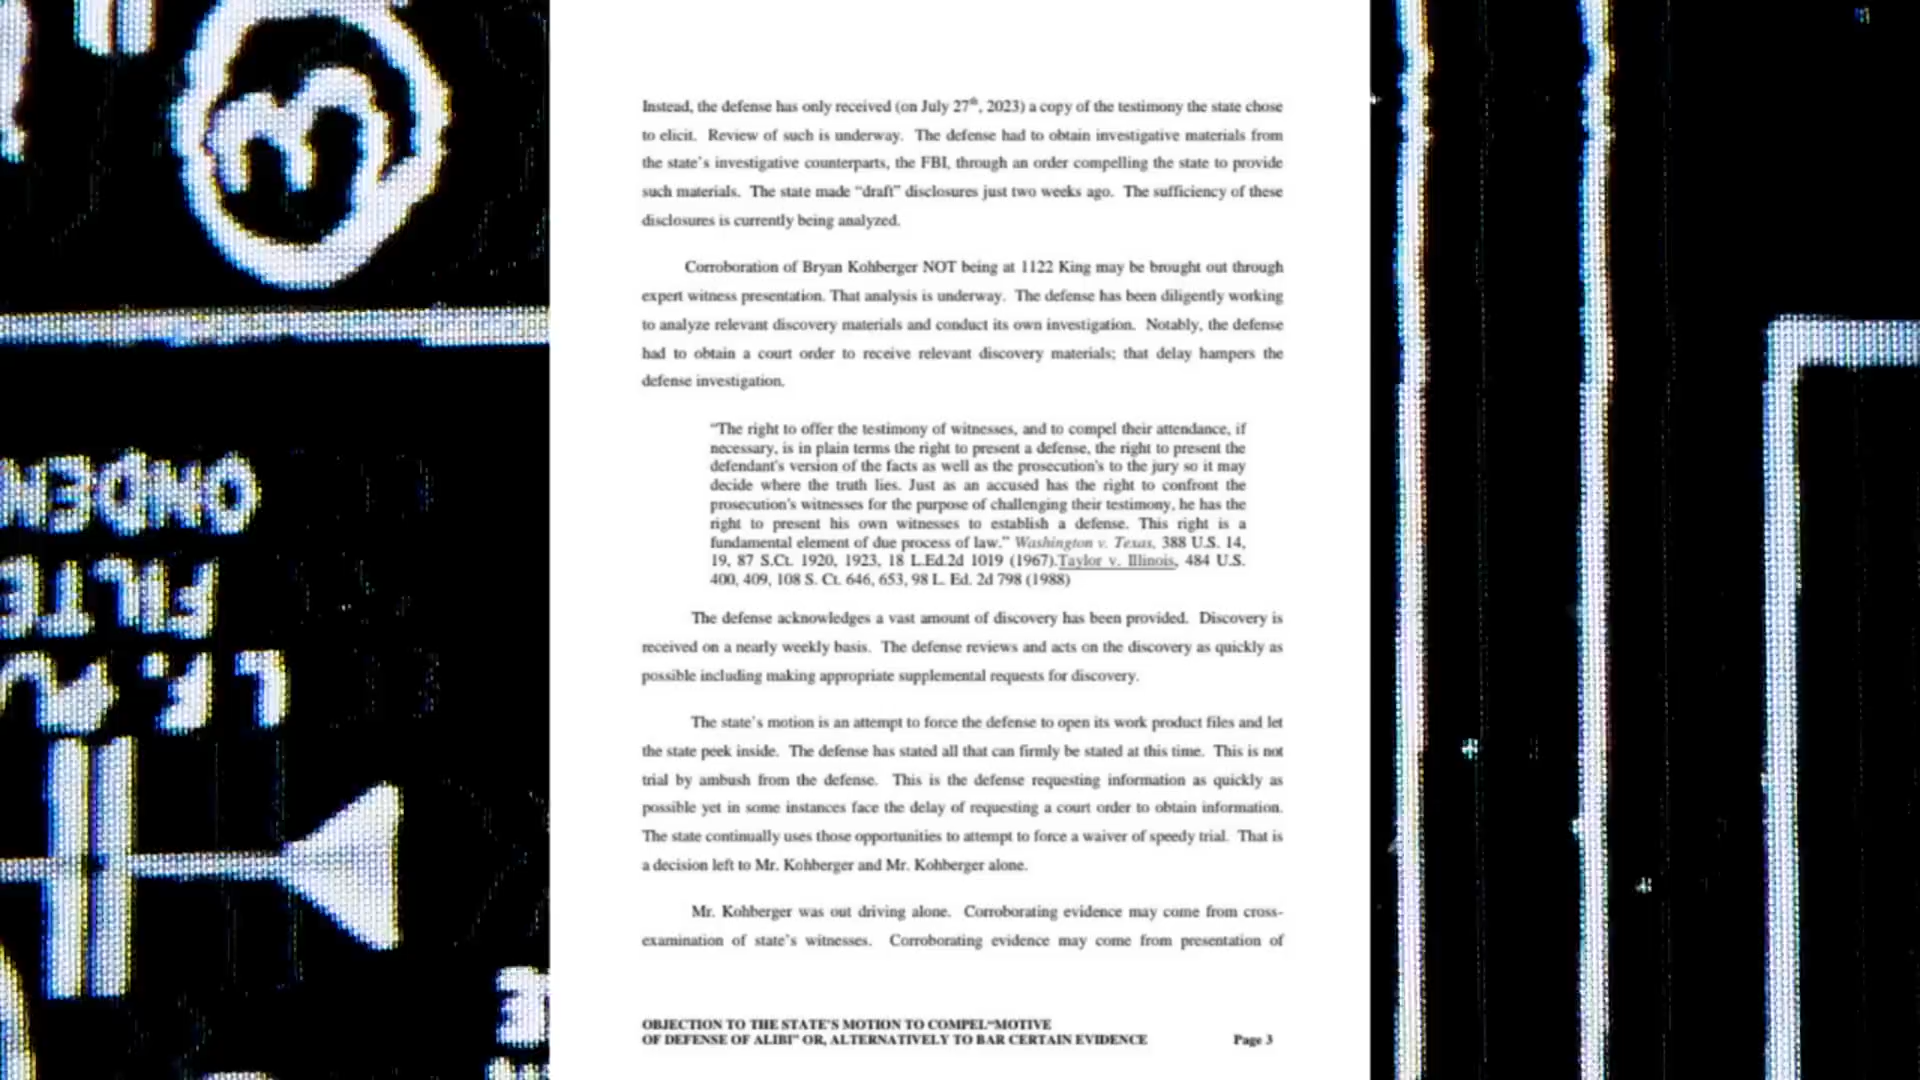 Instead, the defense has only received (on July 27th, 2023) a copy of the testimony the state chose
to elicit. Review of such is underway. The defense had to obtain investigative materials from
the state's investigative counterparts, the FBI, through an order compelling the state to provide
such materials. The state made “draft” disclosures just two weeks ago. The sufficiency of these
disclosures is currently being analyzed.
Corroboration of Bryan Kohberger NOT being at 1122 King may be brought out through
expert witness presentation. That analysis is underway. The defense has been diligently working
to analyze relevant discovery materials and conduct its own investigation. Notably, the defense
had to obtain a court order to receive relevant discovery materials; that delay hampers the
defense investigation.
“The right to offer the testimony of witnesses, and to compel their attendance, if
necessary, is in plain terms the right to present a defense, the right to present the
defendant's version of the facts as well as the prosecution's to the jury so it may
decide where the truth lies. Just as an accused has the right to confront the
prosecution's witnesses for the purpose of challenging their testimony, he has the
right to present his own witnesses to establish a defense. This right is a
fundamental element of due process of law.” Washington v. Texas, 388 U.S. 14,
19, 87 S.Ct. 1920, 1923, 18 L.Ed.2d 1019 (1967).Taylor v. Illinois, 484 U.S.
400, 409, 108 S. Ct. 646, 653, 98 L. Ed. 2d 798 (1988)
The defense acknowledges a vast amount of discovery has been provided. Discovery is
received on a nearly weekly basis. The defense reviews and acts on the discovery as quickly as
possible including making appropriate supplemental requests for discovery.
The state's motion is an attempt to force the defense to open its work product files and let
the state peek inside. The defense has stated all that can firmly be stated at this time. This is not
trial by ambush from the defense. This is the defense requesting information as quickly as
possible yet in some instances face the delay of requesting a court order to obtain information.
The state continually uses those opportunities to attempt to force a waiver of speedy trial. That is
a decision left to Mr. Kohberger and Mr. Kohberger alone.
Mr. Kohberger was out driving alone. Corroborating evidence may come from cross-
examination of state's witnesses. Corroborating evidence may come from presentation of
OBJECTION TO THE STATE'S MOTION TO COMPEL“MOTIVE
OF DEFENSE OF ALIBI” OR, ALTERNATIVELY TO BAR CERTAIN EVIDENCE
Page 3